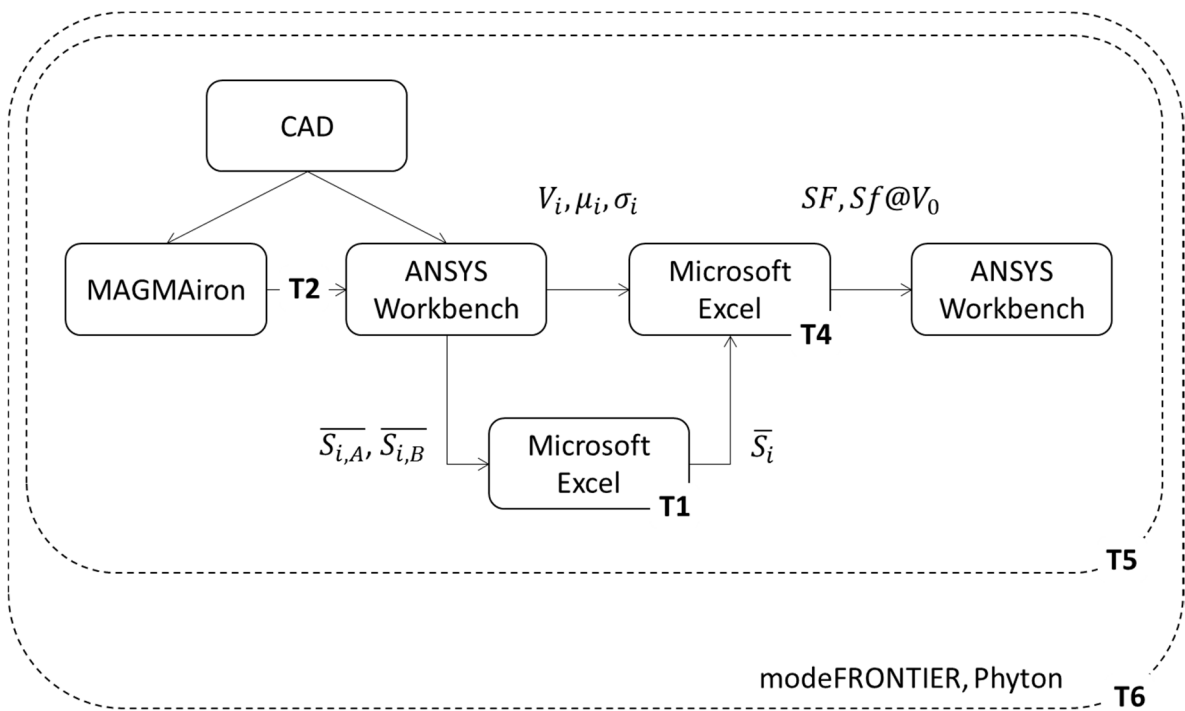 CAD
V_i, μ_i, σ_i
SF, Sf@V_0
MAGMAiron
T2
ANSYS
Workbench
Microsoft
Excel
T4
ANSYS
Workbench
S̅_{i,A}, S̅_{i,B}
Microsoft
Excel
T1
S̅_i
T5
modeFRONTIER, Phyton
T6